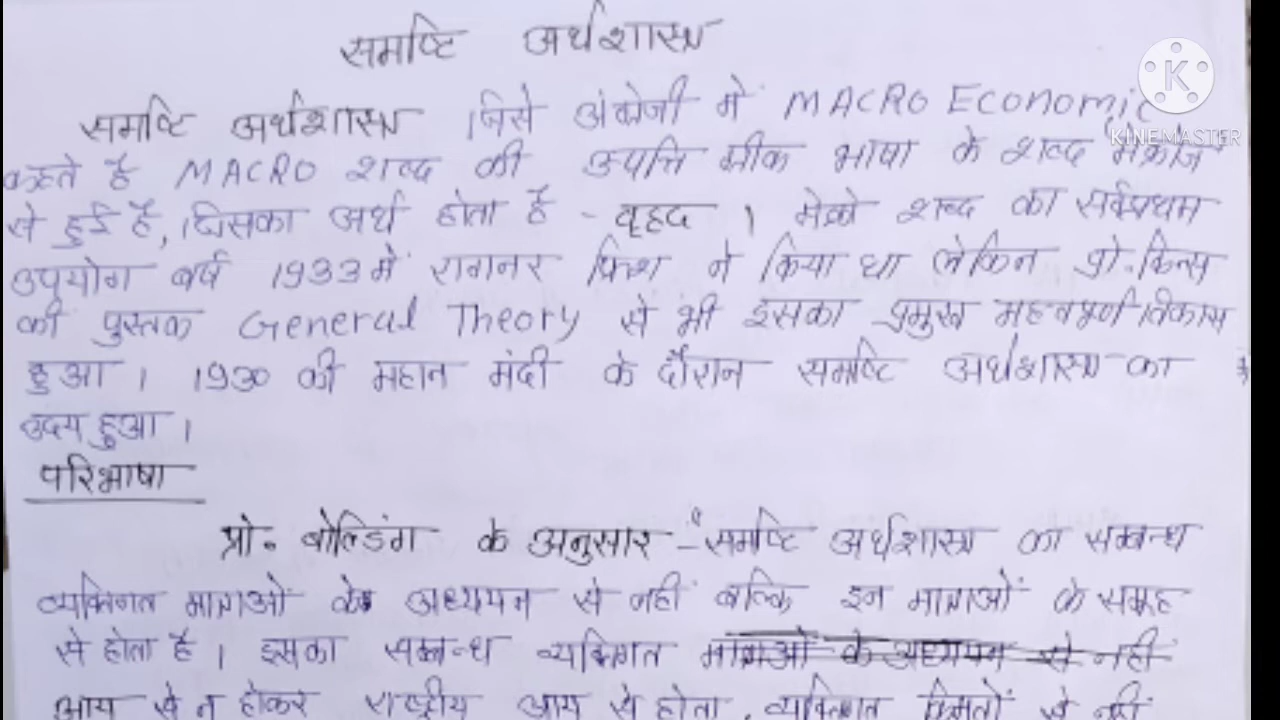 समष्टि अर्थशास्त्र
समष्टि अर्थशास्त्र जिसे अंग्रेजी में MACRO Economic
KINEMASTER
कहते है MACRO शब्द की उपत्ति ग्रीक भाषा के शब्द मैक्रोज
से हुई है, जिसका अर्थ होता है - वृहद । मेक्रो शब्द का सर्वप्रथम
उपयोग वर्ष 1933 में रागनर फ्रिश ने किया था लेकिन प्रो. किन्स
की पुस्तक General Theory से भी इसका प्रमुख महत्वपूर्ण विकास
हुआ । 1930 की महान मंदी के दौरान समष्टि अर्थशास्त्र का
उदय हुआ ।
परिभाषा
प्रो. बोल्डिंग के अनुसार - "समष्टि अर्थशास्त्र का सम्बन्ध
व्यक्तिगत मात्राओं के अध्ययन से नहीं बल्कि इन मात्राओं के समूह
से होता है । इसका सम्बन्ध व्यक्तिगत मात्राओं के अध्ययन से नहीं
आय से न होकर राष्ट्रीय आय से होता , व्यक्तिगत किमतों से नहीं